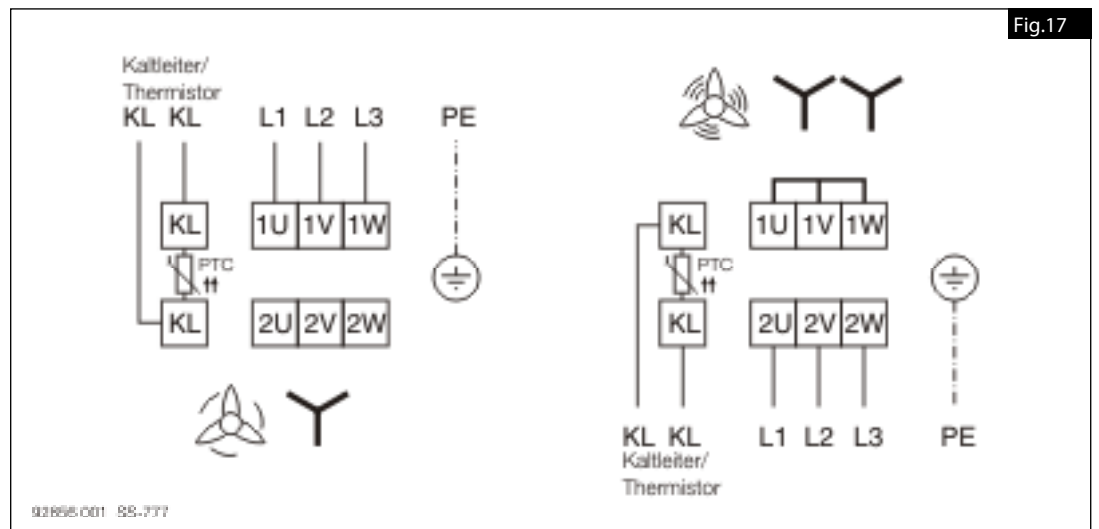 Fig.17
Kaltleiter/
Thermistor
KL KL L1 L2 L3 PE
KL 1U 1V 1W
PTC
KL 2U 2V 2W
KL 1U 1V 1W
PTC
KL 2U 2V 2W
KL KL L1 L2 L3 PE
Kaltleiter/
Thermistor
SS-777